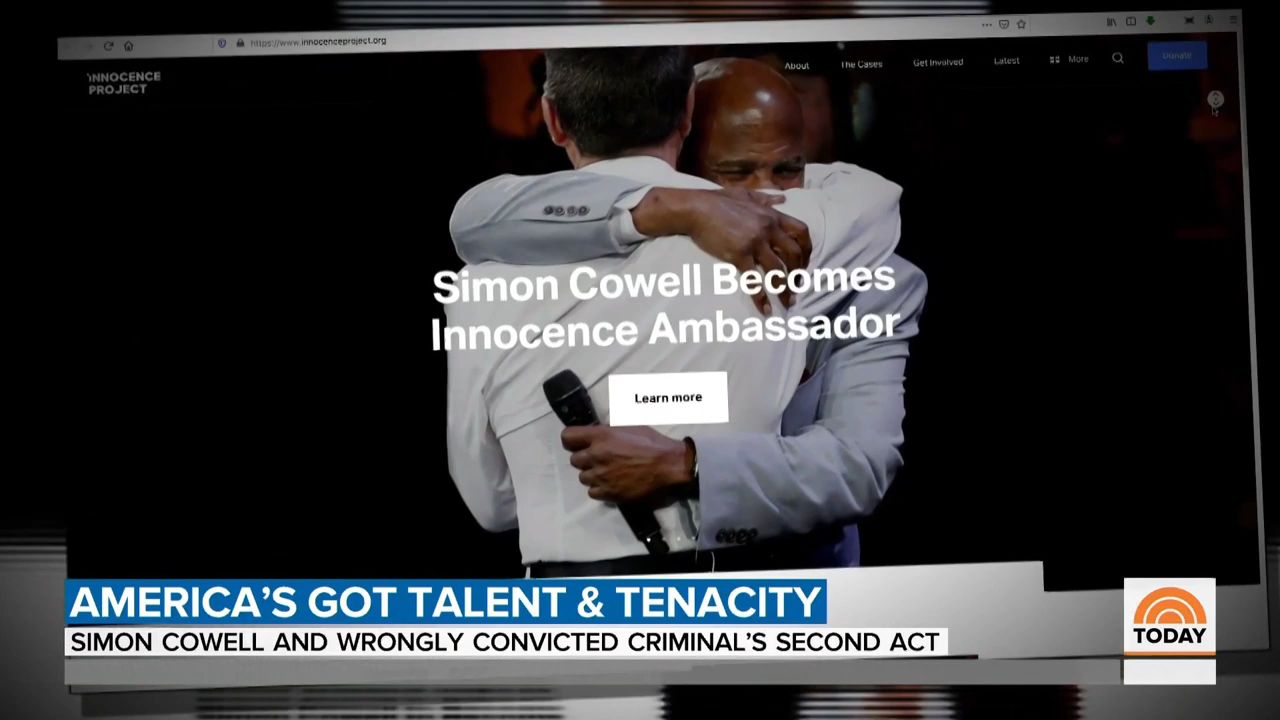 https://www.innocenceproject.org
INNOCENCE
PROJECT
About The Cases Get Involved Latest More Donate
Simon Cowell Becomes
Innocence Ambassador
Learn more
AMERICA'S GOT TALENT & TENACITY
SIMON COWELL AND WRONGLY CONVICTED CRIMINAL'S SECOND ACT
TODAY